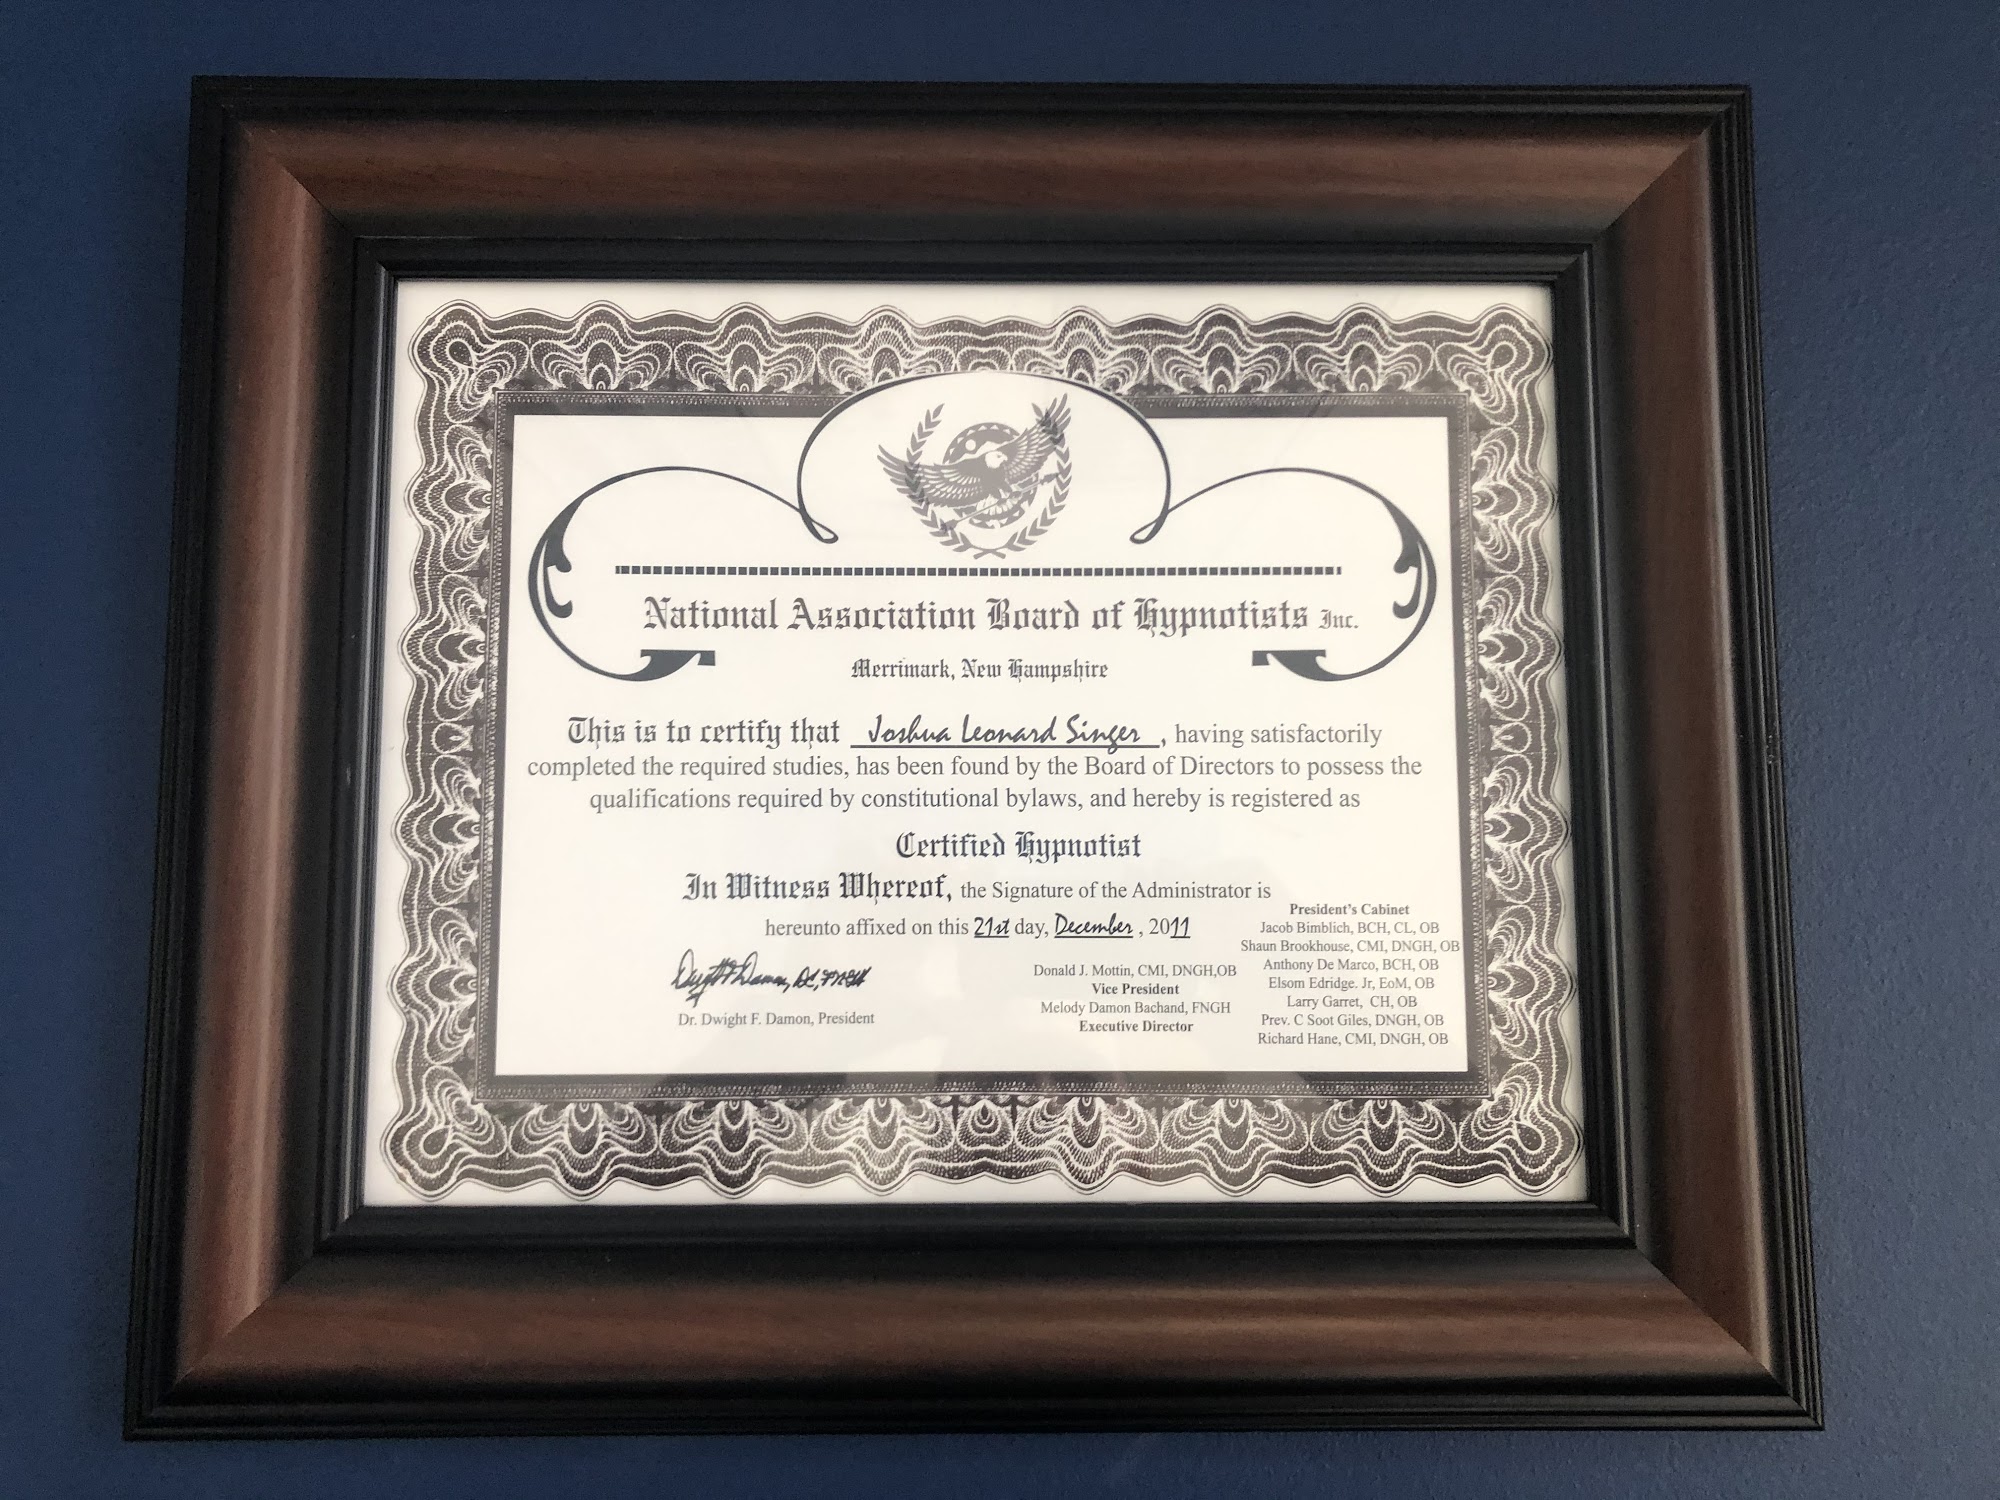 National Association Board of Hypnotists Inc.
Merrimark, New Hampshire
This is to certify that Joshua Leonard Singer, having satisfactorily
completed the required studies, has been found by the Board of Directors to possess the
qualifications required by constitutional bylaws, and hereby is registered as
Certified Hypnotist
In Witness Whereof, the Signature of the Administrator is
hereunto affixed on this 21st day, December, 2011
Dr. Dwight F. Damon, President
Donald J. Mottin, CMI, DNGH,OB
Vice President
Melody Damon Bachand, FNGH
Executive Director
President's Cabinet
Jacob Bimblich, BCH, CL, OB
Shaun Brookhouse, CMI, DNGH, OB
Anthony De Marco, BCH, OB
Elsom Edridge. Jr, EoM, OB
Larry Garret, CH, OB
Prev. C Soot Giles, DNGH, OB
Richard Hane, CMI, DNGH, OB